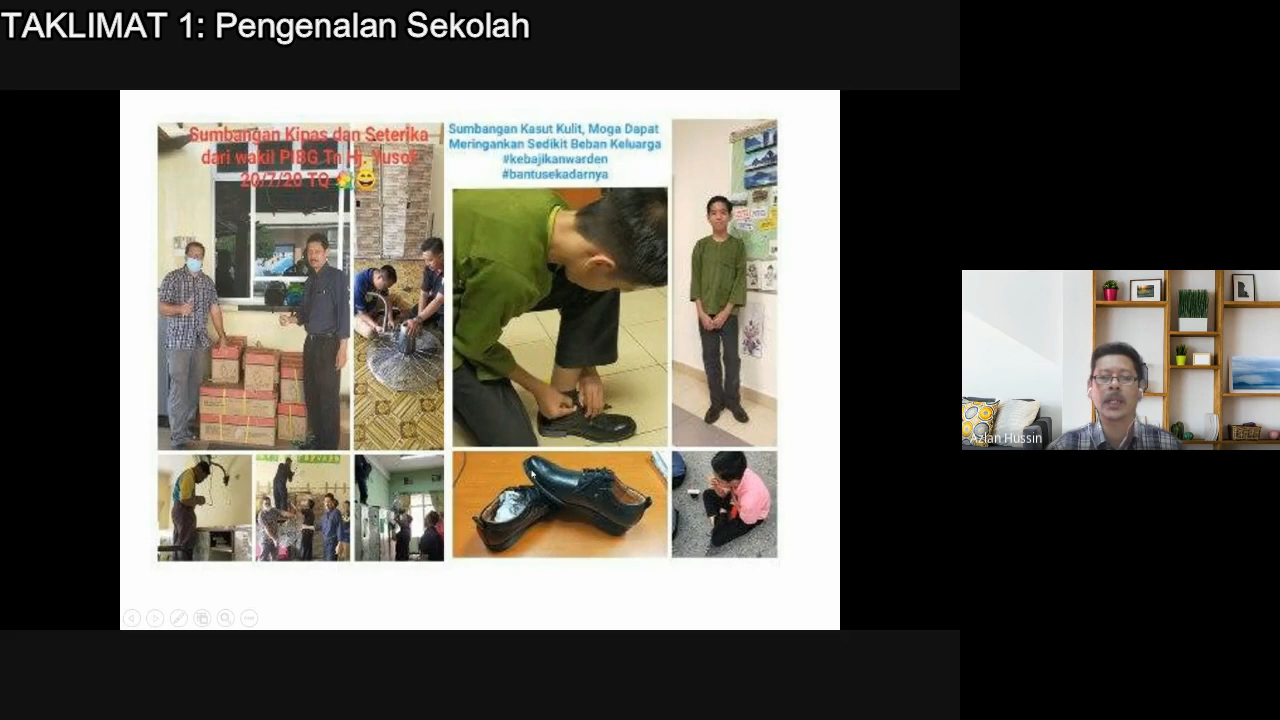 TAKLIMAT 1: Pengenalan Sekolah
Sumbangan Kipas dan Seterika
dari wakil PIBG Tn Hj. Yusof
20/7/20 TQ
Sumbangan Kasut Kulit, Moga Dapat
Meringankan Sedikit Beban Keluarga
#kebajikanwarden
#bantusekadarnya
Azlan Hussin